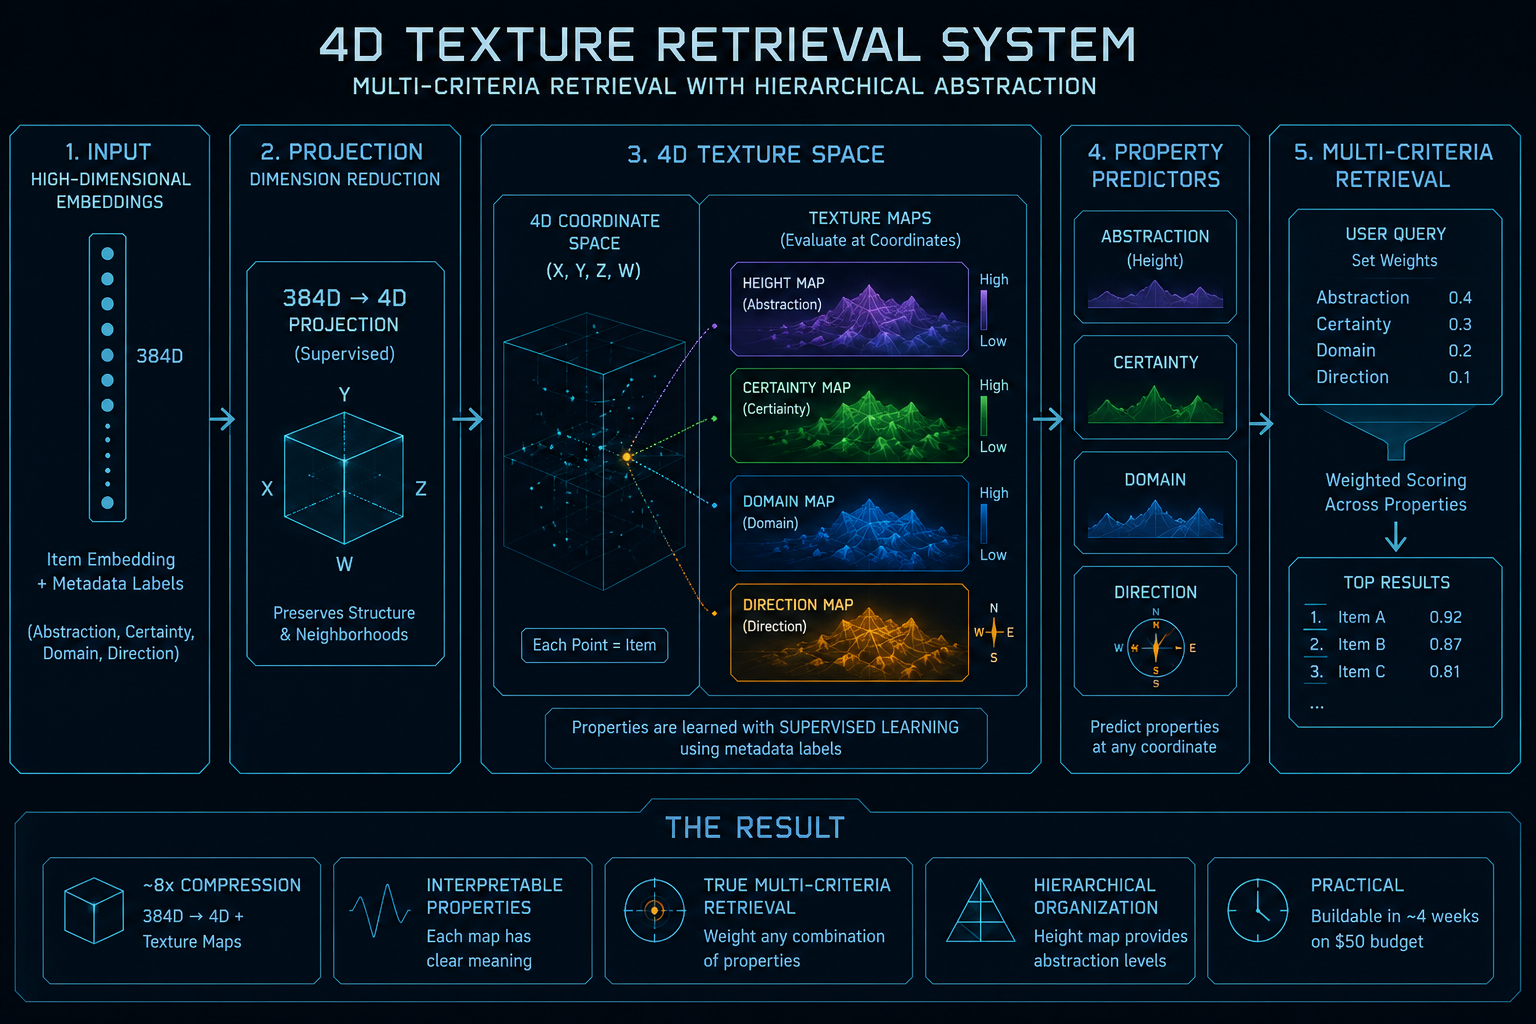 4D TEXTURE RETRIEVAL SYSTEM
MULTI-CRITERIA RETRIEVAL WITH HIERARCHICAL ABSTRACTION
1. INPUT
HIGH-DIMENSIONAL
EMBEDDINGS
384D
Item Embedding
+ Metadata Labels
(Abstraction, Certainty,
Domain, Direction)
2. PROJECTION
DIMENSION REDUCTION
384D → 4D
PROJECTION
(Supervised)
Y
X
Z
W
Preserves Structure
& Neighborhoods
3. 4D TEXTURE SPACE
4D COORDINATE
SPACE
(X, Y, Z, W)
Each Point = Item
TEXTURE MAPS
(Evaluate at Coordinates)
HEIGHT MAP
(Abstraction)
High
Low
CERTAINTY MAP
(Certiainty)
High
Low
DOMAIN MAP
(Domain)
High
Low
DIRECTION MAP
(Direction)
N
W
E
S
Properties are learned with SUPERVISED LEARNING
using metadata labels
4. PROPERTY
PREDICTORS
ABSTRACTION
(Height)
CERTAINTY
DOMAIN
DIRECTION
N
W
E
S
S
Predict properties
at any coordinate
5. MULTI-CRITERIA
RETRIEVAL
USER QUERY
Set Weights
Abstraction 0.4
Certainty 0.3
Domain 0.2
Direction 0.1
Weighted Scoring
Across Properties
TOP RESULTS
1. Item A 0.92
2. Item B 0.87
3. Item C 0.81
...
THE RESULT
~8x COMPRESSION
384D → 4D +
Texture Maps
INTERPRETABLE
PROPERTIES
Each map has
clear meaning
TRUE MULTI-CRITERIA
RETRIEVAL
Weight any combination
of properties
HIERARCHICAL
ORGANIZATION
Height map provides
abstraction levels
PRACTICAL
Buildable in ~4 weeks
on $50 budget